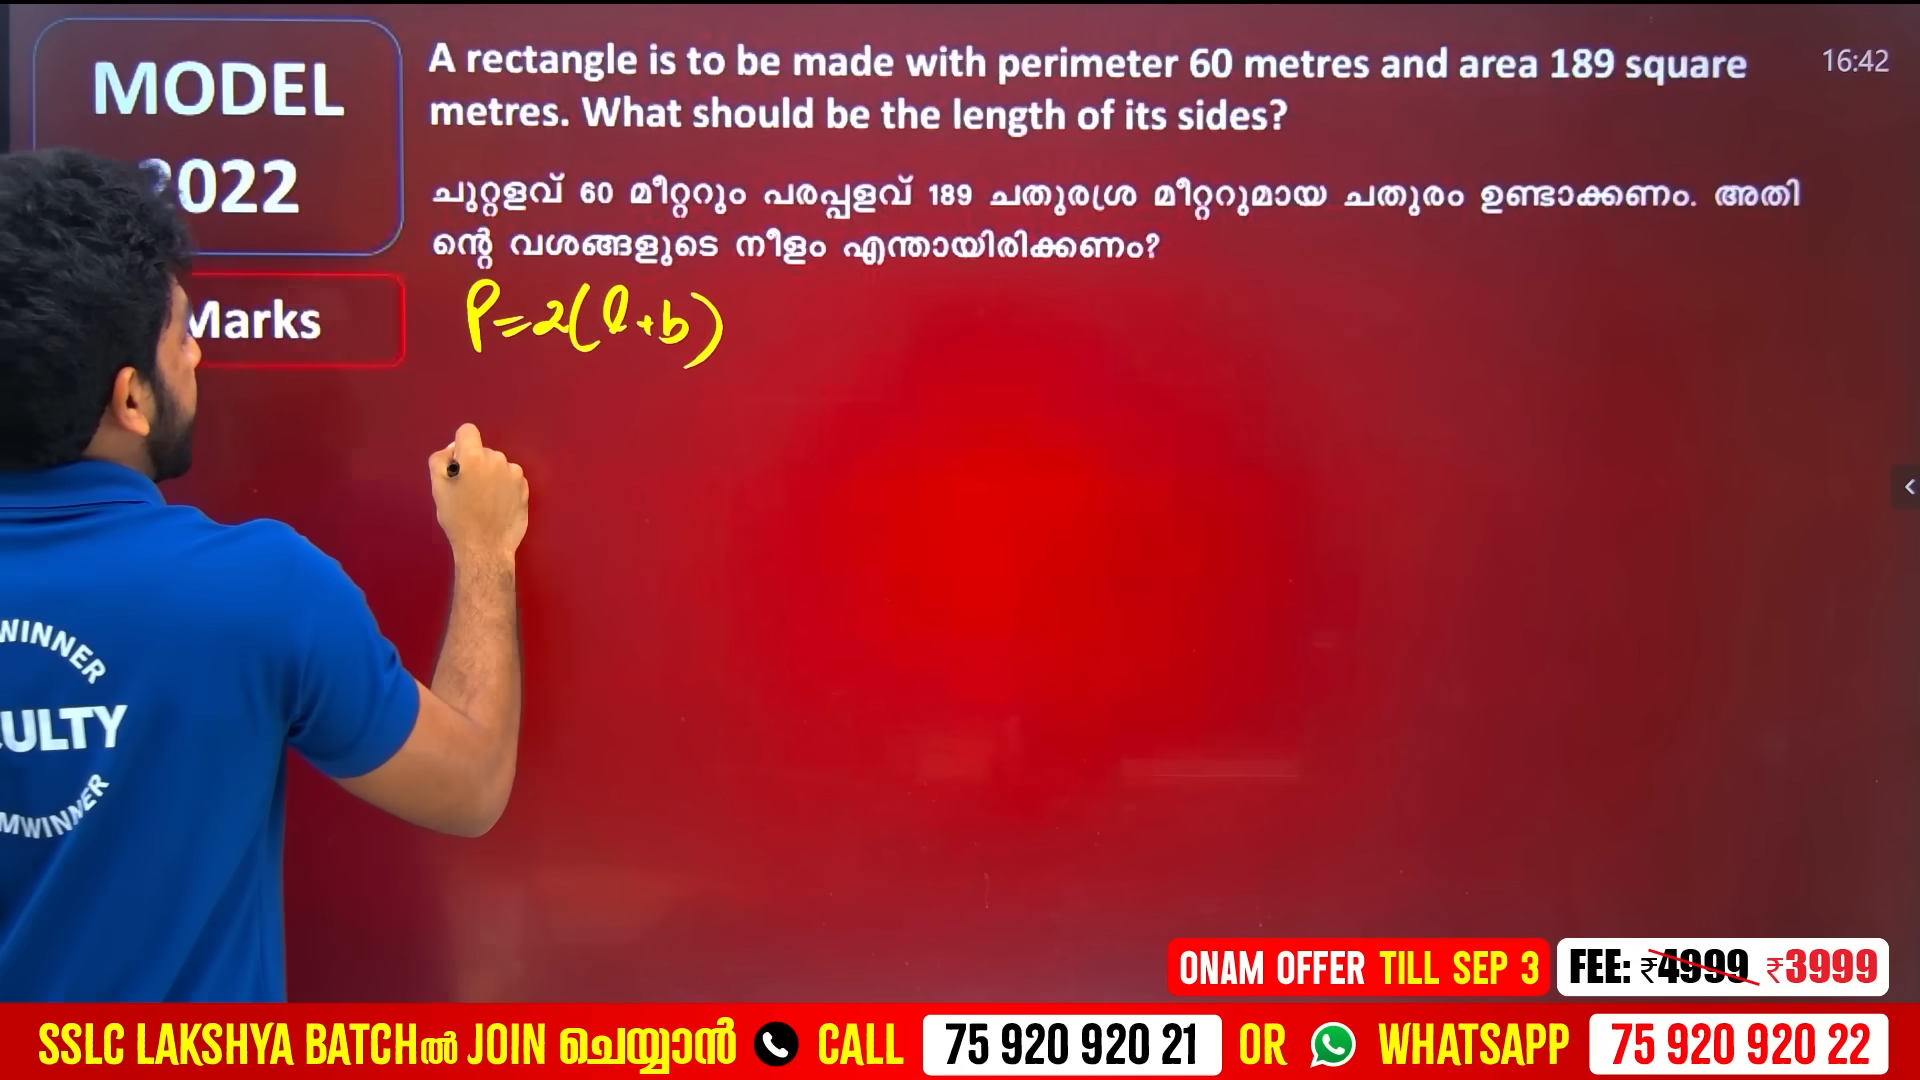 MODEL
2022
Marks
A rectangle is to be made with perimeter 60 metres and area 189 square
metres. What should be the length of its sides?
16:42
ചുറ്റളവ് 60 മീറ്ററും പരപ്പളവ് 189 ചതുരശ്ര മീറ്ററുമായ ചതുരം ഉണ്ടാക്കണം. അതി
ന്റെ വശങ്ങളുടെ നീളം എന്തായിരിക്കണം?
P=2(l+b)
WINNER
CULTY
MWINNER
ONAM OFFER TILL SEP 3 FEE: ₹4999 ₹3999
SSLC LAKSHYA BATCHൽ JOIN ചെയ്യാൻ CALL 75 920 920 21 OR WHATSAPP 75 920 920 22